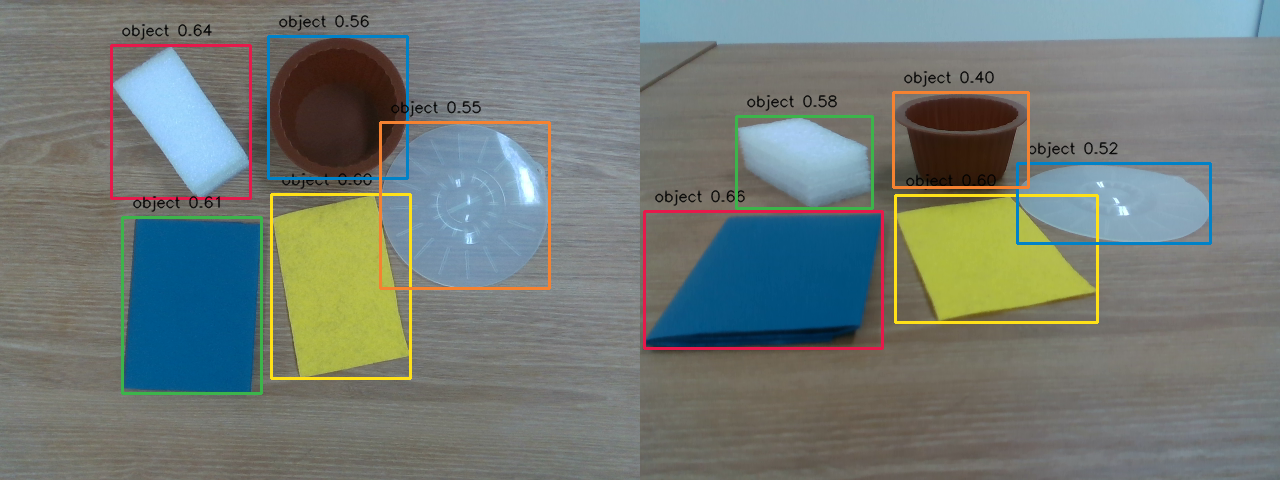 object 0.64
object 0.56
object 0.55
object 0.60
object 0.61
object 0.40
object 0.58
object 0.52
object 0.60
object 0.66